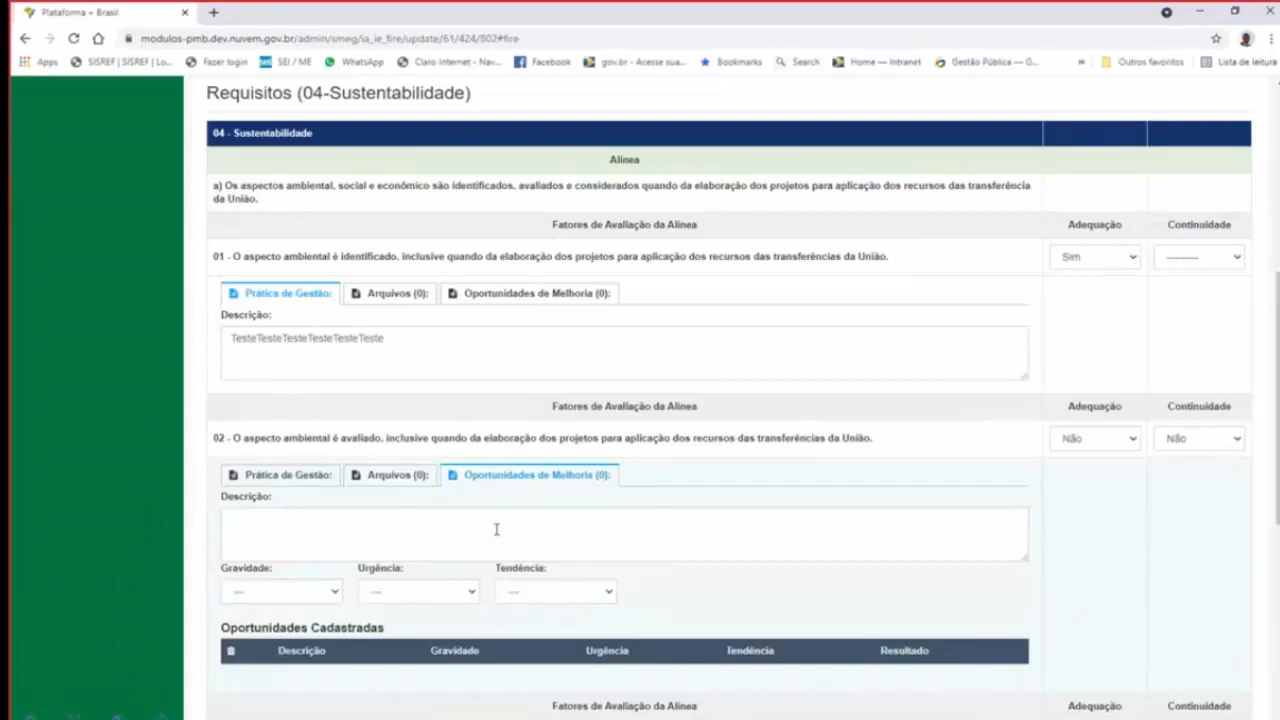 Plataforma + Brasil
modulos-pmb.dev.nuvem.gov.br/admin/smeg/ia_ie_fire/update/61/424/802#fire
Apps SISREF | SISREF | Lo... Fazer login SEI / ME WhatsApp Claro Internet - Nav... Facebook gov.br - Acesse sua... Bookmarks Search Home — Intranet Gestão Pública — G... » Outros favoritos Lista de leitura
Requisitos (04-Sustentabilidade)
04 - Sustentabilidade
Alínea
a) Os aspectos ambiental, social e econômico são identificados, avaliados e considerados quando da elaboração dos projetos para aplicação dos recursos das transferência
da União.
Fatores de Avaliação da Alínea Adequação Continuidade
01 - O aspecto ambiental é identificado, inclusive quando da elaboração dos projetos para aplicação dos recursos das transferências da União. Sim ---------
Prática de Gestão: Arquivos (0): Oportunidades de Melhoria (0):
Descrição:
TesteTesteTesteTesteTesteTeste
Fatores de Avaliação da Alínea Adequação Continuidade
02 - O aspecto ambiental é avaliado, inclusive quando da elaboração dos projetos para aplicação dos recursos das transferências da União. Não Não
Prática de Gestão: Arquivos (0): Oportunidades de Melhoria (0):
Descrição:
Gravidade: Urgência: Tendência:
--- --- ---
Oportunidades Cadastradas
Descrição Gravidade Urgência Tendência Resultado
Fatores de Avaliação da Alínea Adequação Continuidade